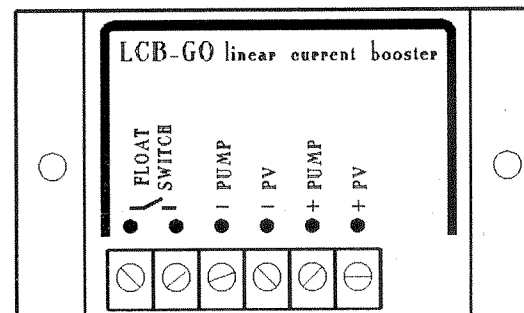 LCB-GO linear current booster
FLOAT
SWITCH
– PUMP
– PV
+ PUMP
+ PV